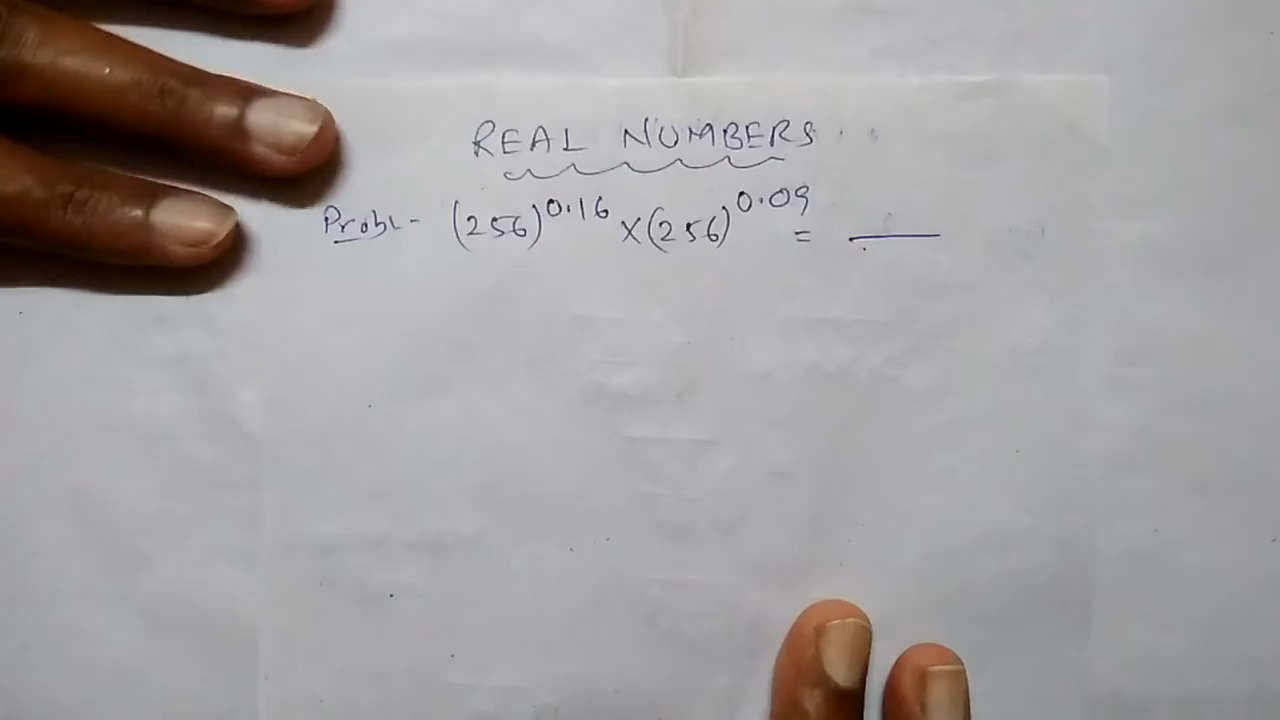 REAL NUMBERS
Probl- (256)^0.16 x (256)^0.09 = ____